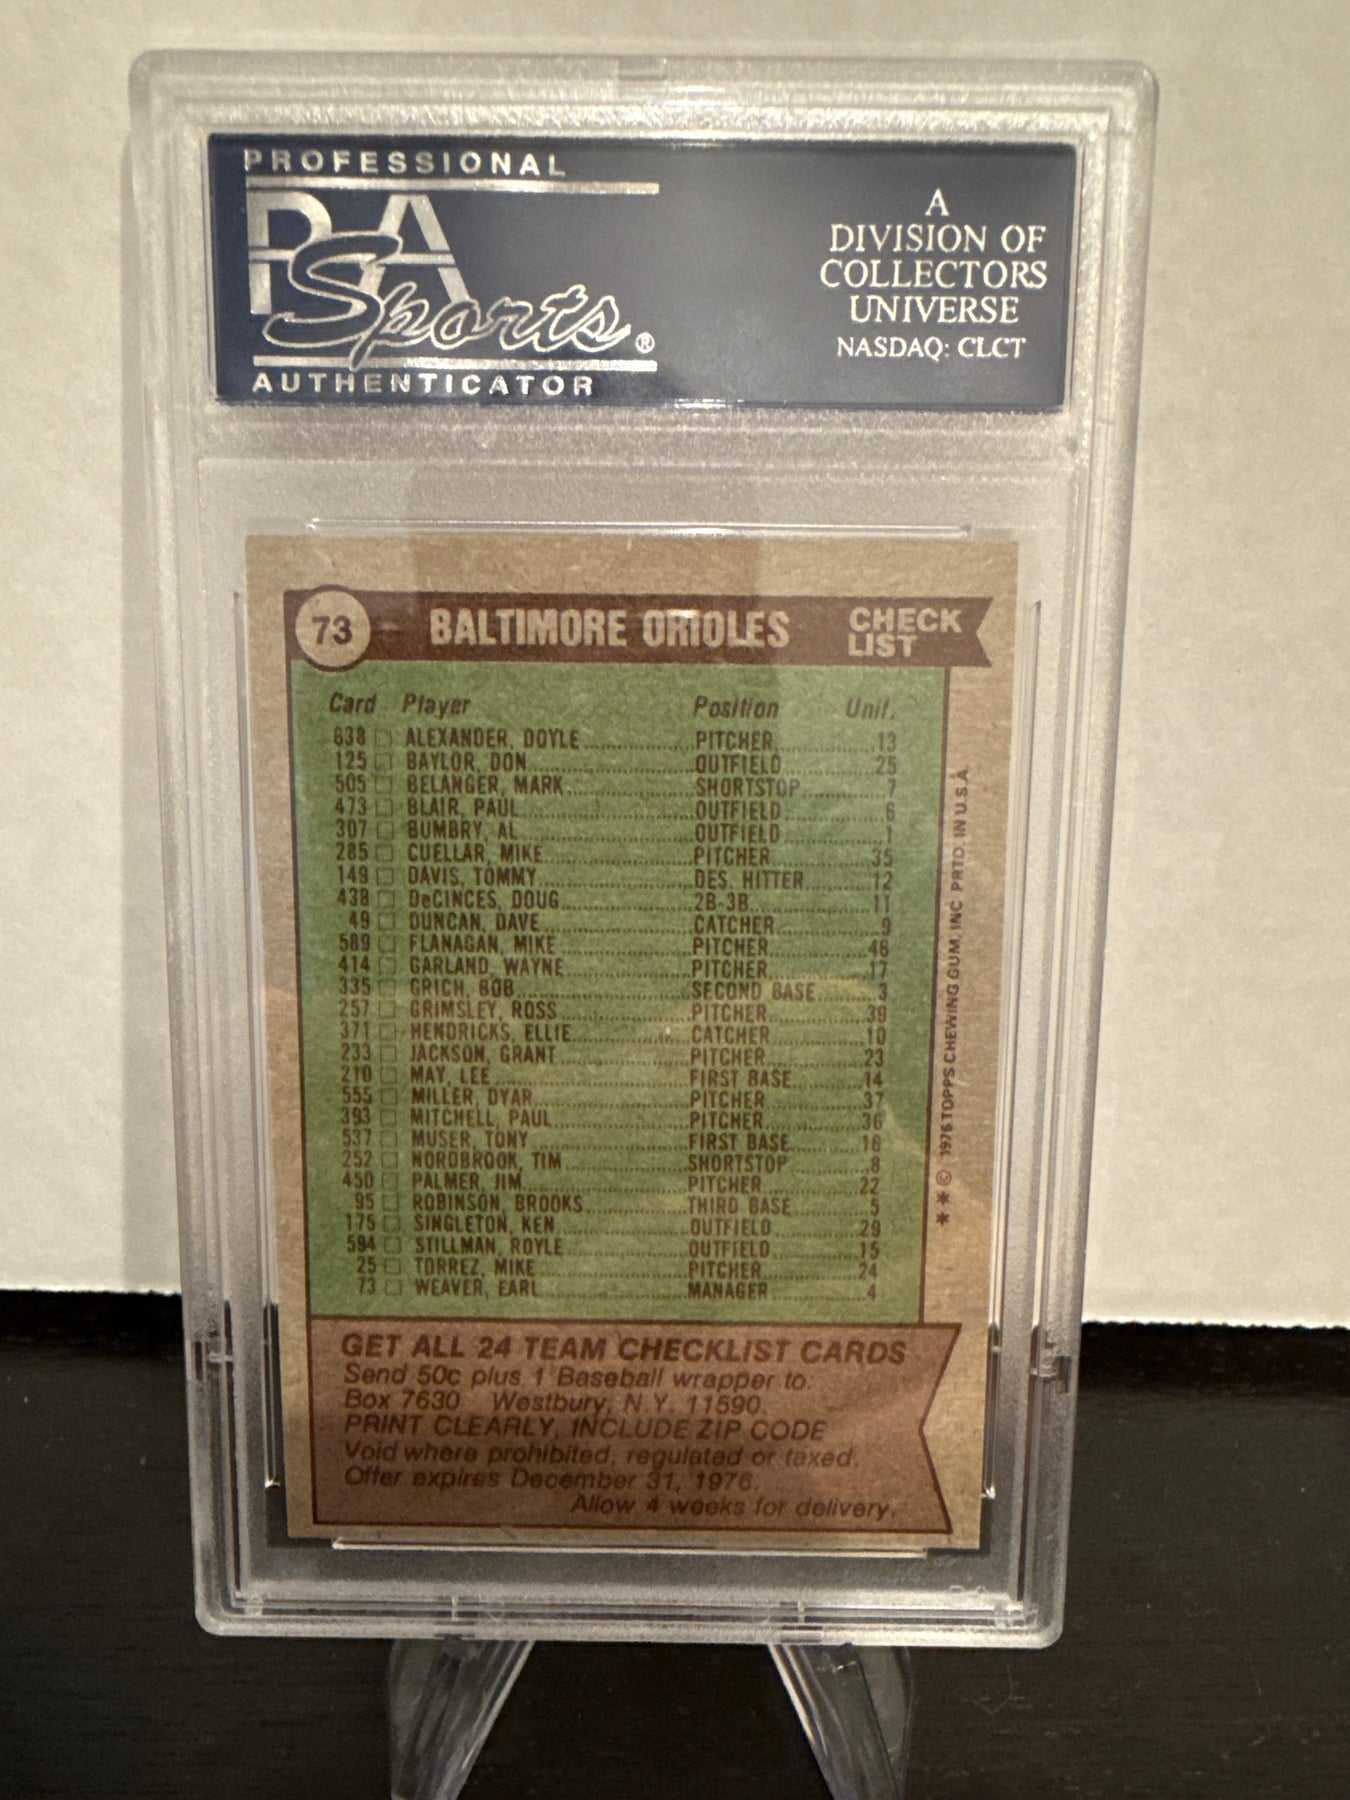 PROFESSIONAL
PSA
Sports®
AUTHENTICATOR
A
DIVISION OF
COLLECTORS
UNIVERSE
NASDAQ: CLCT
73 BALTIMORE ORIOLES CHECK LIST
Card Player Position Unif.
638 □ ALEXANDER, DOYLE PITCHER 13
125 □ BAYLOR, DON OUTFIELD 25
505 □ BELANGER, MARK SHORTSTOP 7
473 □ BLAIR, PAUL OUTFIELD 6
307 □ BUMBRY, AL OUTFIELD 1
285 □ CUELLAR, MIKE PITCHER 35
149 □ DAVIS, TOMMY DES. HITTER 12
438 □ DeCINCES, DOUG 2B-3B 11
49 □ DUNCAN, DAVE CATCHER 9
589 □ FLANAGAN, MIKE PITCHER 46
414 □ GARLAND, WAYNE PITCHER 17
335 □ GRICH, BOB SECOND BASE 3
257 □ GRIMSLEY, ROSS PITCHER 39
371 □ HENDRICKS, ELLIE CATCHER 10
233 □ JACKSON, GRANT PITCHER 23
210 □ MAY, LEE FIRST BASE 14
555 □ MILLER, DYAR PITCHER 37
393 □ MITCHELL, PAUL PITCHER 36
537 □ MUSER, TONY FIRST BASE 16
252 □ NORDBROOK, TIM SHORTSTOP 8
450 □ PALMER, JIM PITCHER 22
95 □ ROBINSON, BROOKS THIRD BASE 5
175 □ SINGLETON, KEN OUTFIELD 29
594 □ STILLMAN, ROYLE OUTFIELD 15
25 □ TORREZ, MIKE PITCHER 24
73 □ WEAVER, EARL MANAGER 4
GET ALL 24 TEAM CHECKLIST CARDS
Send 50c plus 1 Baseball wrapper to:
Box 7630 Westbury, N.Y. 11590.
PRINT CLEARLY, INCLUDE ZIP CODE
Void where prohibited, regulated or taxed.
Offer expires December 31, 1976.
Allow 4 weeks for delivery.
**© 1976 TOPPS CHEWING GUM, INC PRTD. IN U.S.A.